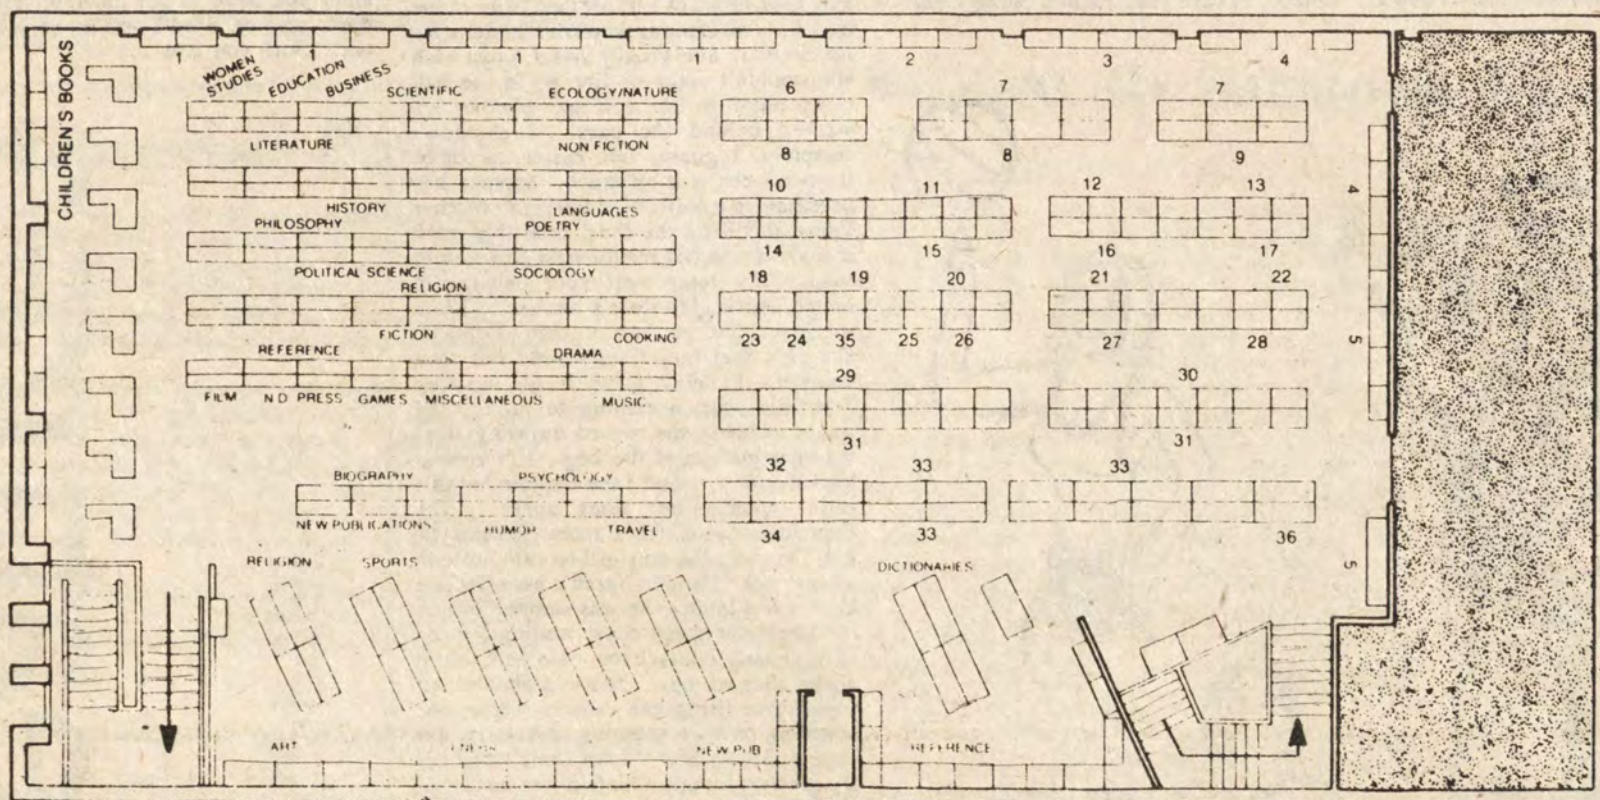 CHILDREN'S BOOKS
1 1 1 1 2 3 4
WOMEN STUDIES EDUCATION BUSINESS SCIENTIFIC ECOLOGY/NATURE 6 7 7
LITERATURE NON FICTION 8 8 9
10 11 12 13 4
HISTORY LANGUAGES
PHILOSOPHY POETRY
14 15 16 17
POLITICAL SCIENCE SOCIOLOGY 18 19 20 21 22
RELIGION
FICTION COOKING 23 24 35 25 26 27 28 5
REFERENCE DRAMA 29 30
FILM N D PRESS GAMES MISCELLANEOUS MUSIC
31 31
BIOGRAPHY PSYCHOLOGY 32 33 33
NEW PUBLICATIONS HUMOR TRAVEL 34 33 36
RELIGION SPORTS DICTIONARIES 5
ART NEW PUB REFERENCE